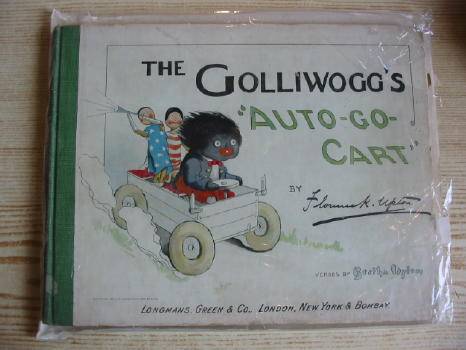 THE GOLLIWOGG'S
"AUTO-GO-
CART"
BY Florence K. Upton
VERSES BY Bertha Upton
LONGMANS, GREEN & CO., LONDON, NEW YORK & BOMBAY.